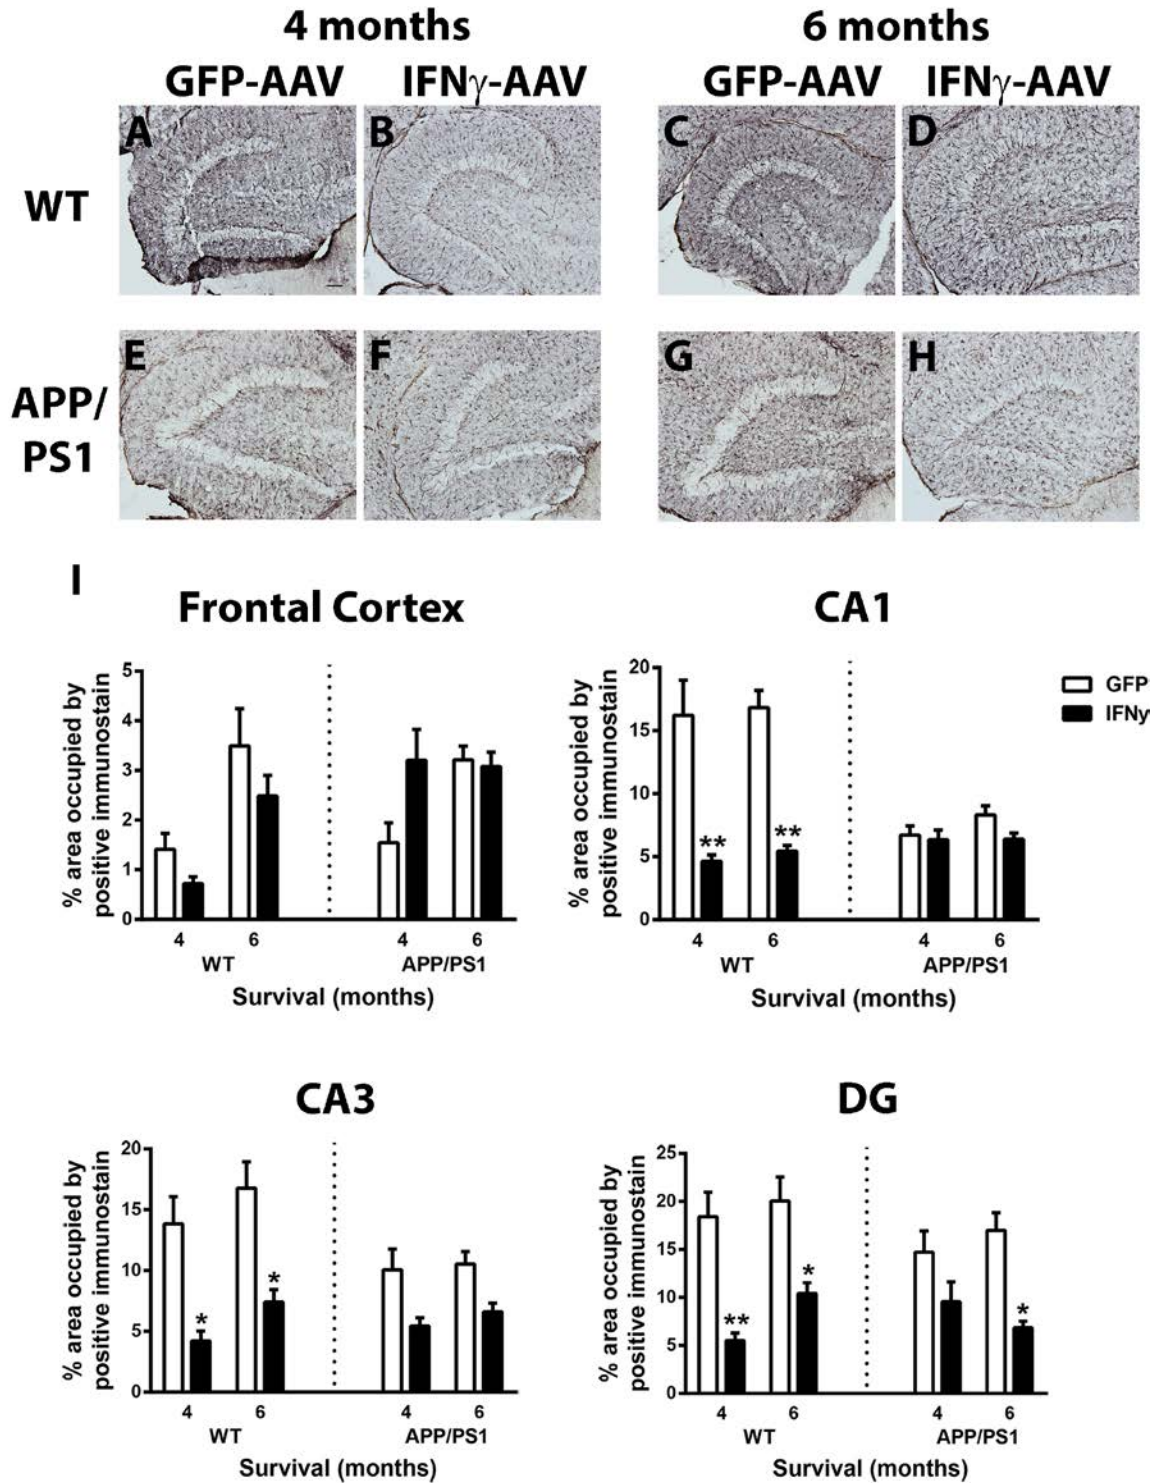 4 months 6 months
GFP-AAV IFNγ-AAV GFP-AAV IFNγ-AAV
A B C D
WT
E F G H
APP/
PS1
I
Frontal Cortex
% area occupied by
positive immunostain
5
4
3
2
1
0
4 6 4 6
WT APP/PS1
Survival (months)
CA1
% area occupied by
positive immunostain
20
15
10
5
0
** **
4 6 4 6
WT APP/PS1
Survival (months)
GFP
IFNγ
CA3
% area occupied by
positive immunostain
20
15
10
5
0
* *
4 6 4 6
WT APP/PS1
Survival (months)
DG
% area occupied by
positive immunostain
25
20
15
10
5
0
** * *
4 6 4 6
WT APP/PS1
Survival (months)